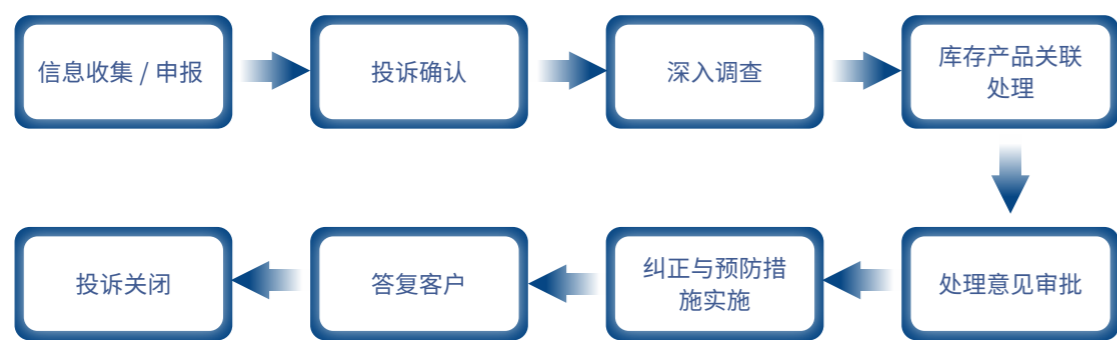 信息收集 / 申报
投诉确认
深入调查
库存产品关联
处理
处理意见审批
纠正与预防措
施实施
答复客户
投诉关闭